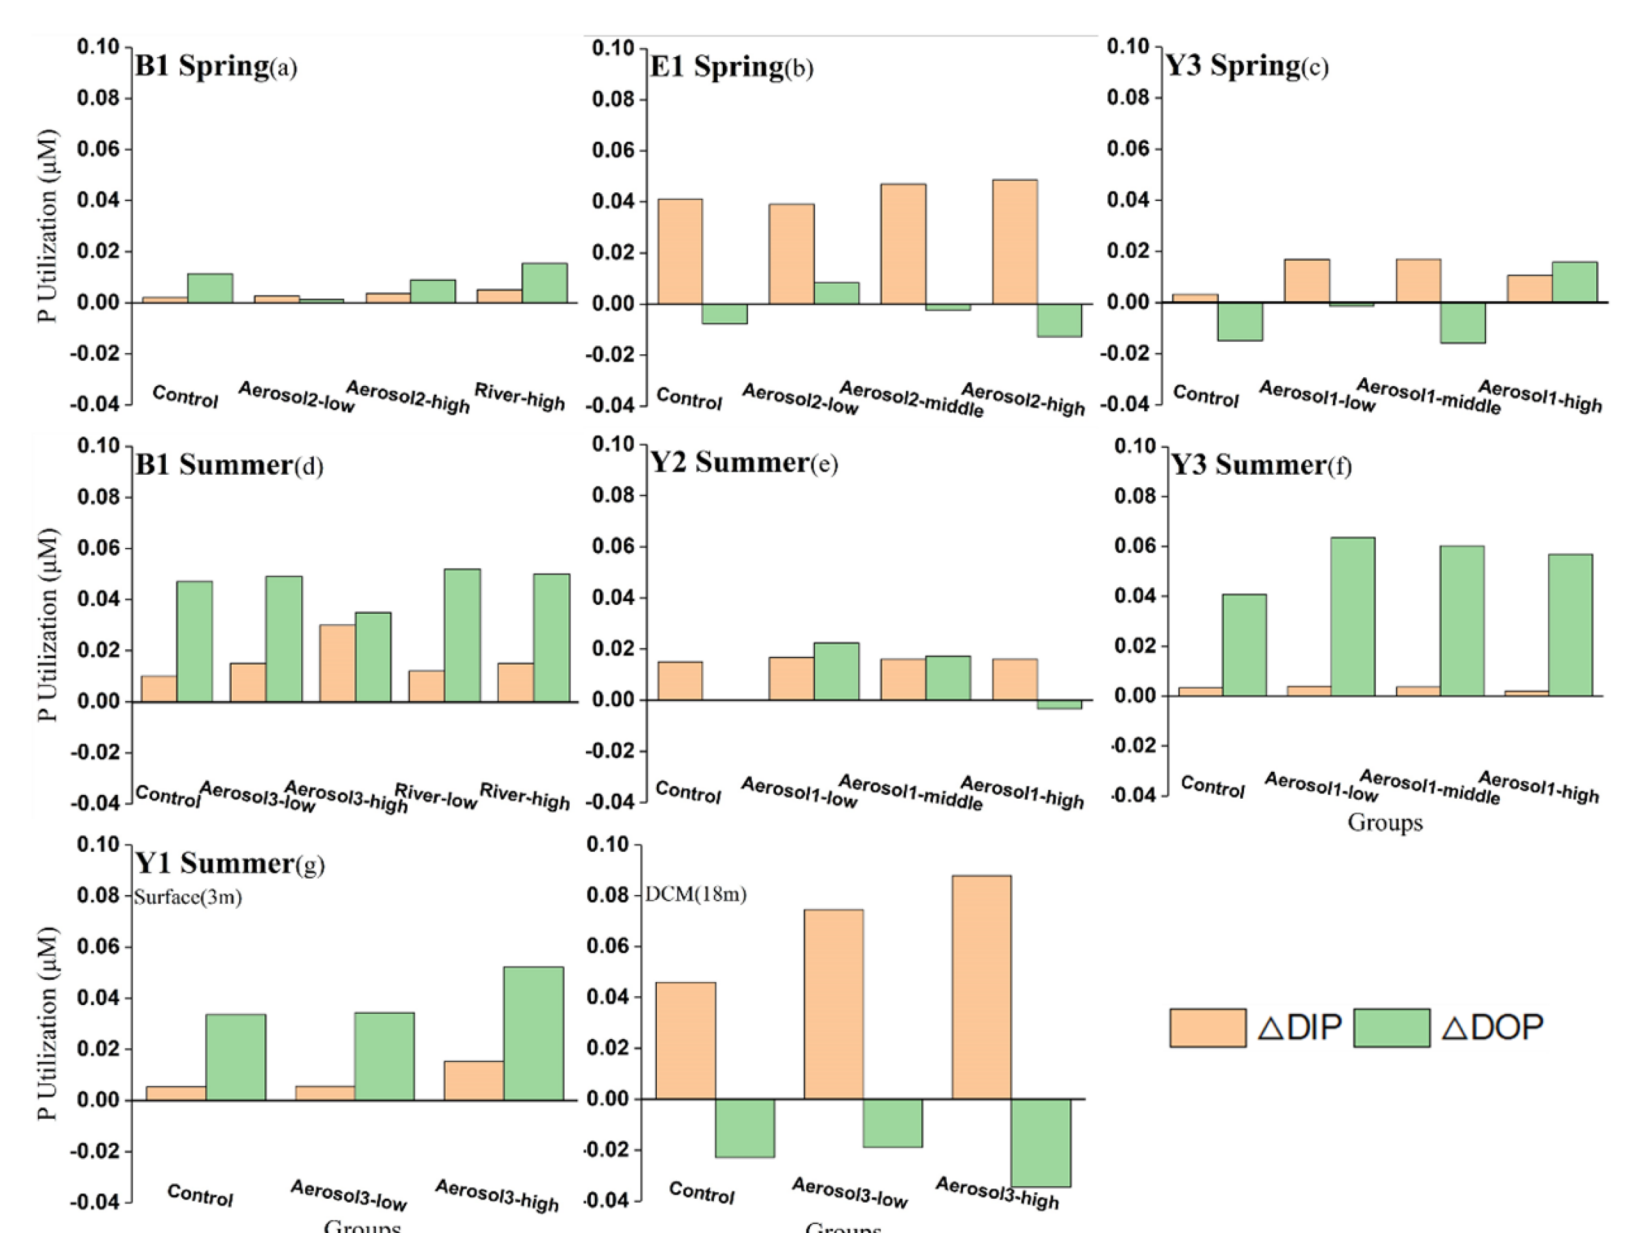 B1 Spring(a)
P Utilization (μM)
0.10
0.08
0.06
0.04
0.02
0.00
-0.02
-0.04
Control
Aerosol2-low
Aerosol2-high
River-high
E1 Spring(b)
0.10
0.08
0.06
0.04
0.02
0.00
-0.02
-0.04
Control
Aerosol2-low
Aerosol2-middle
Aerosol2-high
Y3 Spring(c)
0.10
0.08
0.06
0.04
0.02
0.00
-0.02
-0.04
Control
Aerosol1-low
Aerosol1-middle
Aerosol1-high
B1 Summer(d)
P Utilization (μM)
0.10
0.08
0.06
0.04
0.02
0.00
-0.02
-0.04
Control
Aerosol3-low
Aerosol3-high
River-low
River-high
Y2 Summer(e)
0.10
0.08
0.06
0.04
0.02
0.00
-0.02
-0.04
Control
Aerosol1-low
Aerosol1-middle
Aerosol1-high
Y3 Summer(f)
0.10
0.08
0.06
0.04
0.02
0.00
-0.02
-0.04
Control
Aerosol1-low
Aerosol1-middle
Aerosol1-high
Groups
Y1 Summer(g)
Surface(3m)
P Utilization (μM)
0.10
0.08
0.06
0.04
0.02
0.00
-0.02
-0.04
Control
Aerosol3-low
Aerosol3-high
Groups
DCM(18m)
0.10
0.08
0.06
0.04
0.02
0.00
-0.02
-0.04
Control
Aerosol3-low
Aerosol3-high
Groups
△DIP
△DOP